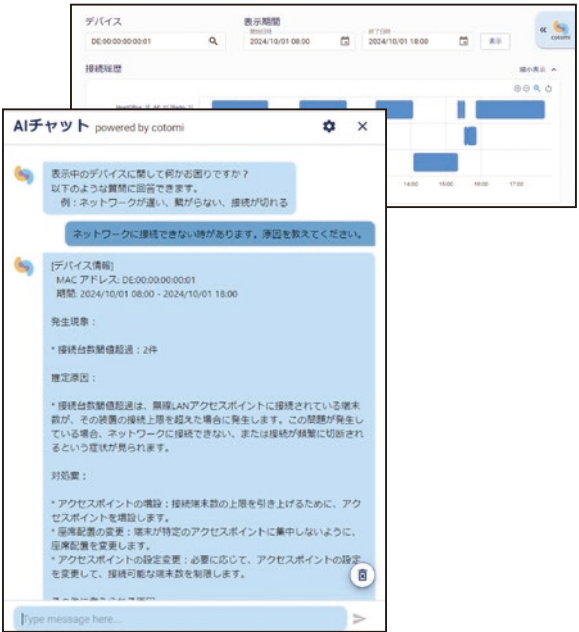 デバイス
表示期間
DE:00:00:00:00:01
開始日時
2024/10/01 08:00
終了日時
2024/10/01 18:00
表示
cotomi
接続履歴
縮小表示
14:00 15:00 16:00 17:00
AIチャット powered by cotomi
表示中のデバイスに関して何かお困りですか?
以下のような質問に回答できます。
例:ネットワークが遅い、繋がらない、接続が切れる
ネットワークに接続できない時があります。原因を教えてください。
[デバイス情報]
MAC アドレス: DE:00:00:00:00:01
期間: 2024/10/01 08:00 - 2024/10/01 18:00
発生現象:
* 接続台数閾値超過:2件
推定原因:
* 接続台数閾値超過は、無線LANアクセスポイントに接続されている端末
数が、その装置の接続上限を超えた場合に発生します。この問題が発生し
ている場合、ネットワークに接続できない、または接続が頻繁に切断され
るという症状が見られます。
対処案:
* アクセスポイントの増設:接続端末数の上限を引き上げるために、アク
セスポイントを増設します。
* 座席配置の変更:端末が特定のアクセスポイントに集中しないように、
座席配置を変更します。
* アクセスポイントの設定変更:必要に応じて、アクセスポイントの設定
を変更して、接続可能な端末数を制限します。
Type message here...